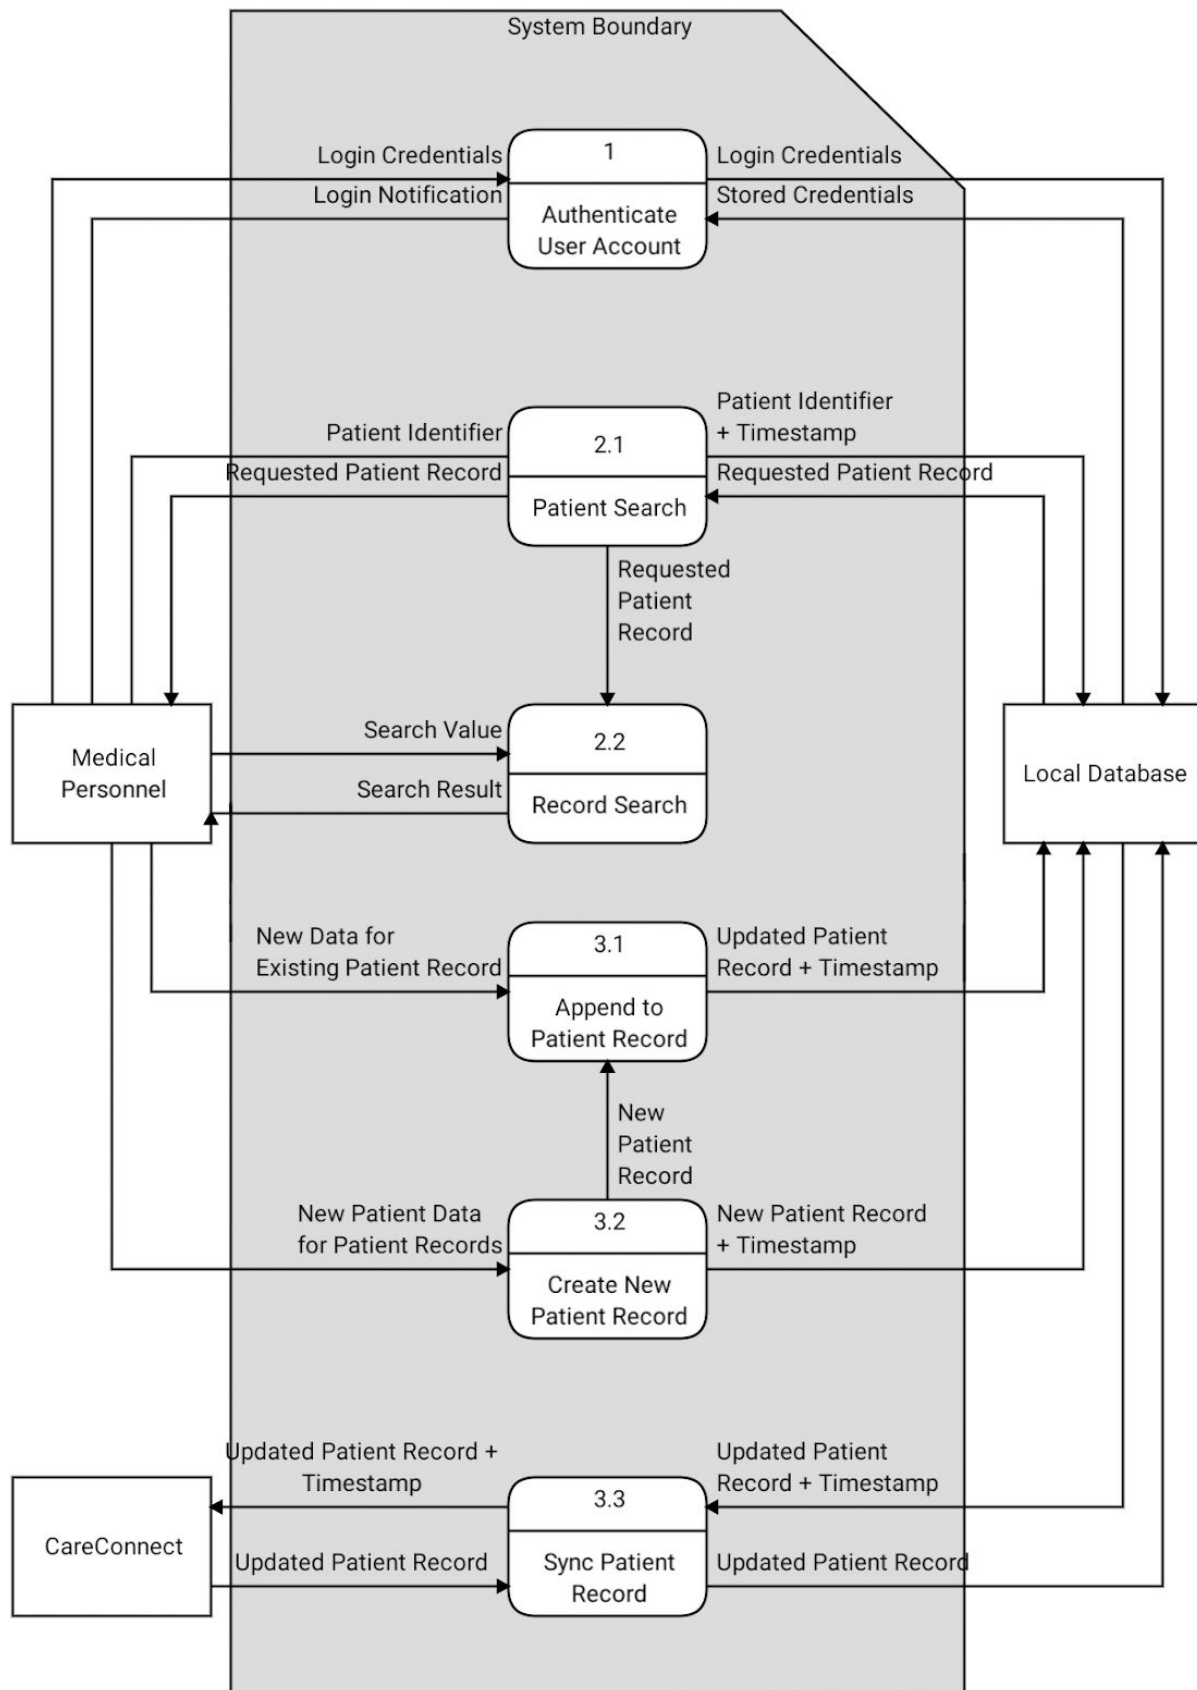 System Boundary
Login Credentials
1
Login Credentials
Login Notification
Stored Credentials
Authenticate
User Account
Patient Identifier
+ Timestamp
Patient Identifier
2.1
Requested Patient Record
Requested Patient Record
Patient Search
Requested
Patient
Record
Medical
Personnel
Search Value
2.2
Search Result
Record Search
Local Database
New Data for
Existing Patient Record
3.1
Updated Patient
Record + Timestamp
Append to
Patient Record
New
Patient
Record
New Patient Data
for Patient Records
3.2
New Patient Record
+ Timestamp
Create New
Patient Record
Updated Patient Record +
Timestamp
3.3
Updated Patient
Record + Timestamp
CareConnect
Updated Patient Record
Sync Patient
Record
Updated Patient Record